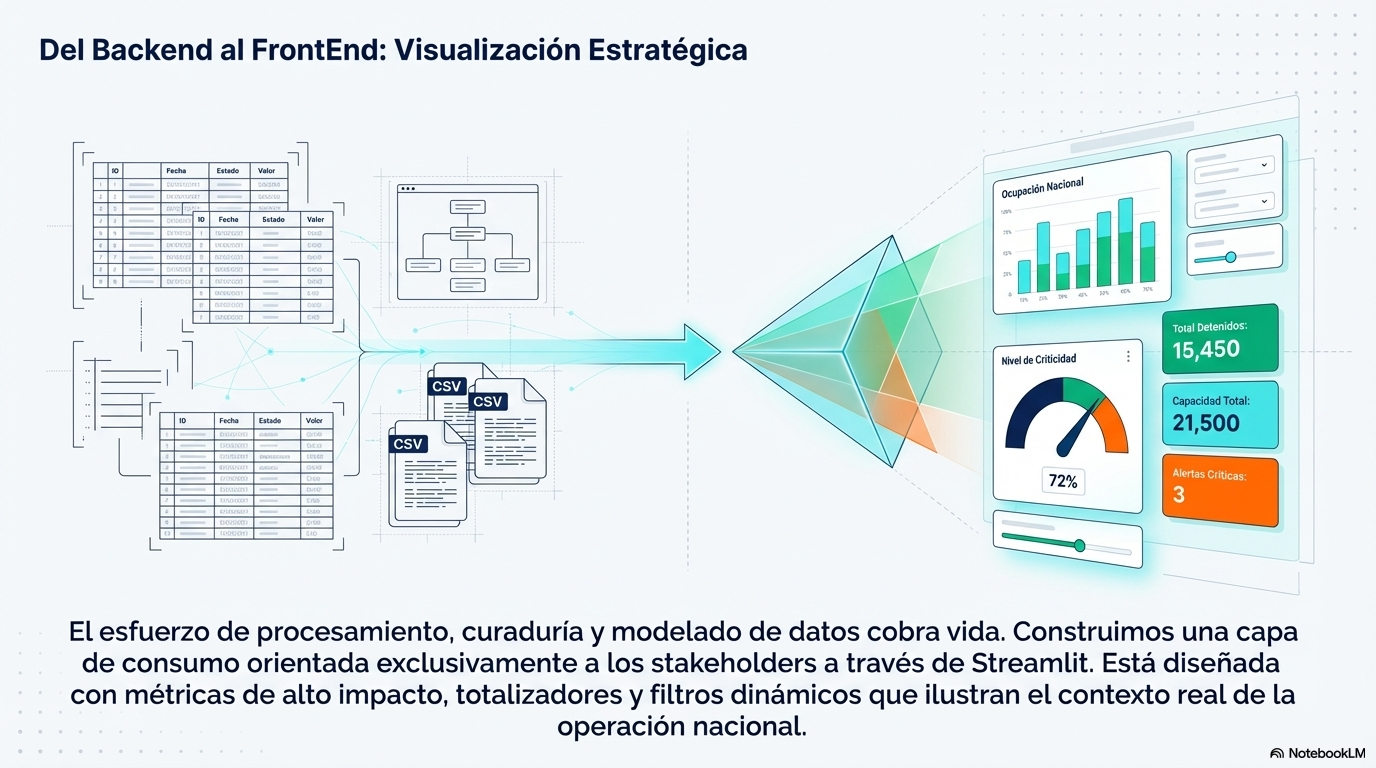 Del Backend al FrontEnd: Visualización Estratégica
ID Fecha Estado Valor
ID Feche Estado Valer
ID Fecha Estado Valor
CSV
CSV
CSV
Ocupación Nacional
Nivel de Criticidad
72%
Total Detenidos:
15,450
Capacidad Total:
21,500
Alertas Criticas:
3
El esfuerzo de procesamiento, curaduría y modelado de datos cobra vida. Construimos una capa
de consumo orientada exclusivamente a los stakeholders a través de Streamlit. Está diseñada
con métricas de alto impacto, totalizadores y filtros dinámicos que ilustran el contexto real de la
operación nacional.
NotebookLM